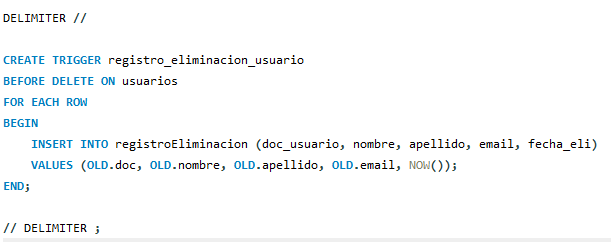 DELIMITER //
CREATE TRIGGER registro_eliminacion_usuario
BEFORE DELETE ON usuarios
FOR EACH ROW
BEGIN
INSERT INTO registroEliminacion (doc_usuario, nombre, apellido, email, fecha_eli)
VALUES (OLD.doc, OLD.nombre, OLD.apellido, OLD.email, NOW());
END;
// DELIMITER ;